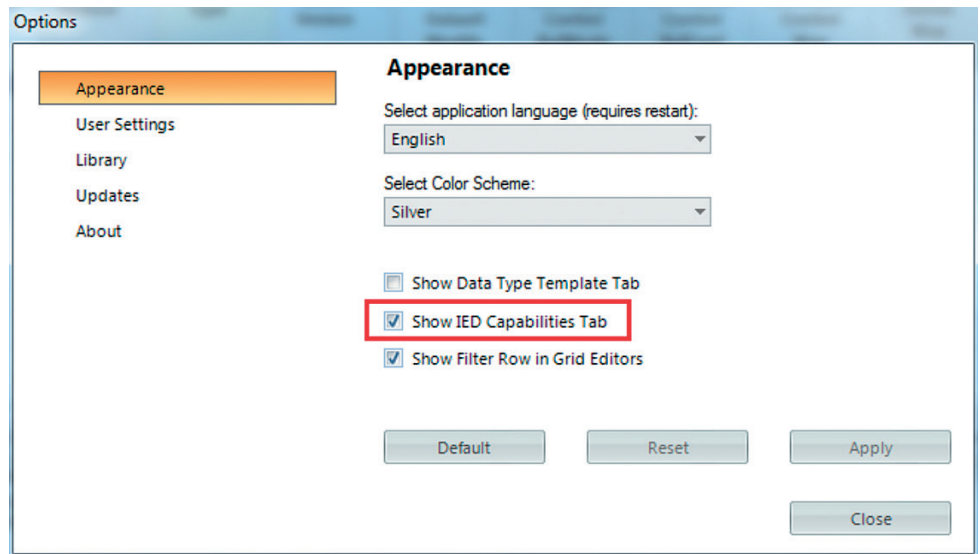 Options
Appearance
User Settings
Library
Updates
About
Appearance
Select application language (requires restart):
English
Select Color Scheme:
Silver
Show Data Type Template Tab
Show IED Capabilities Tab
Show Filter Row in Grid Editors
Default
Reset
Apply
Close